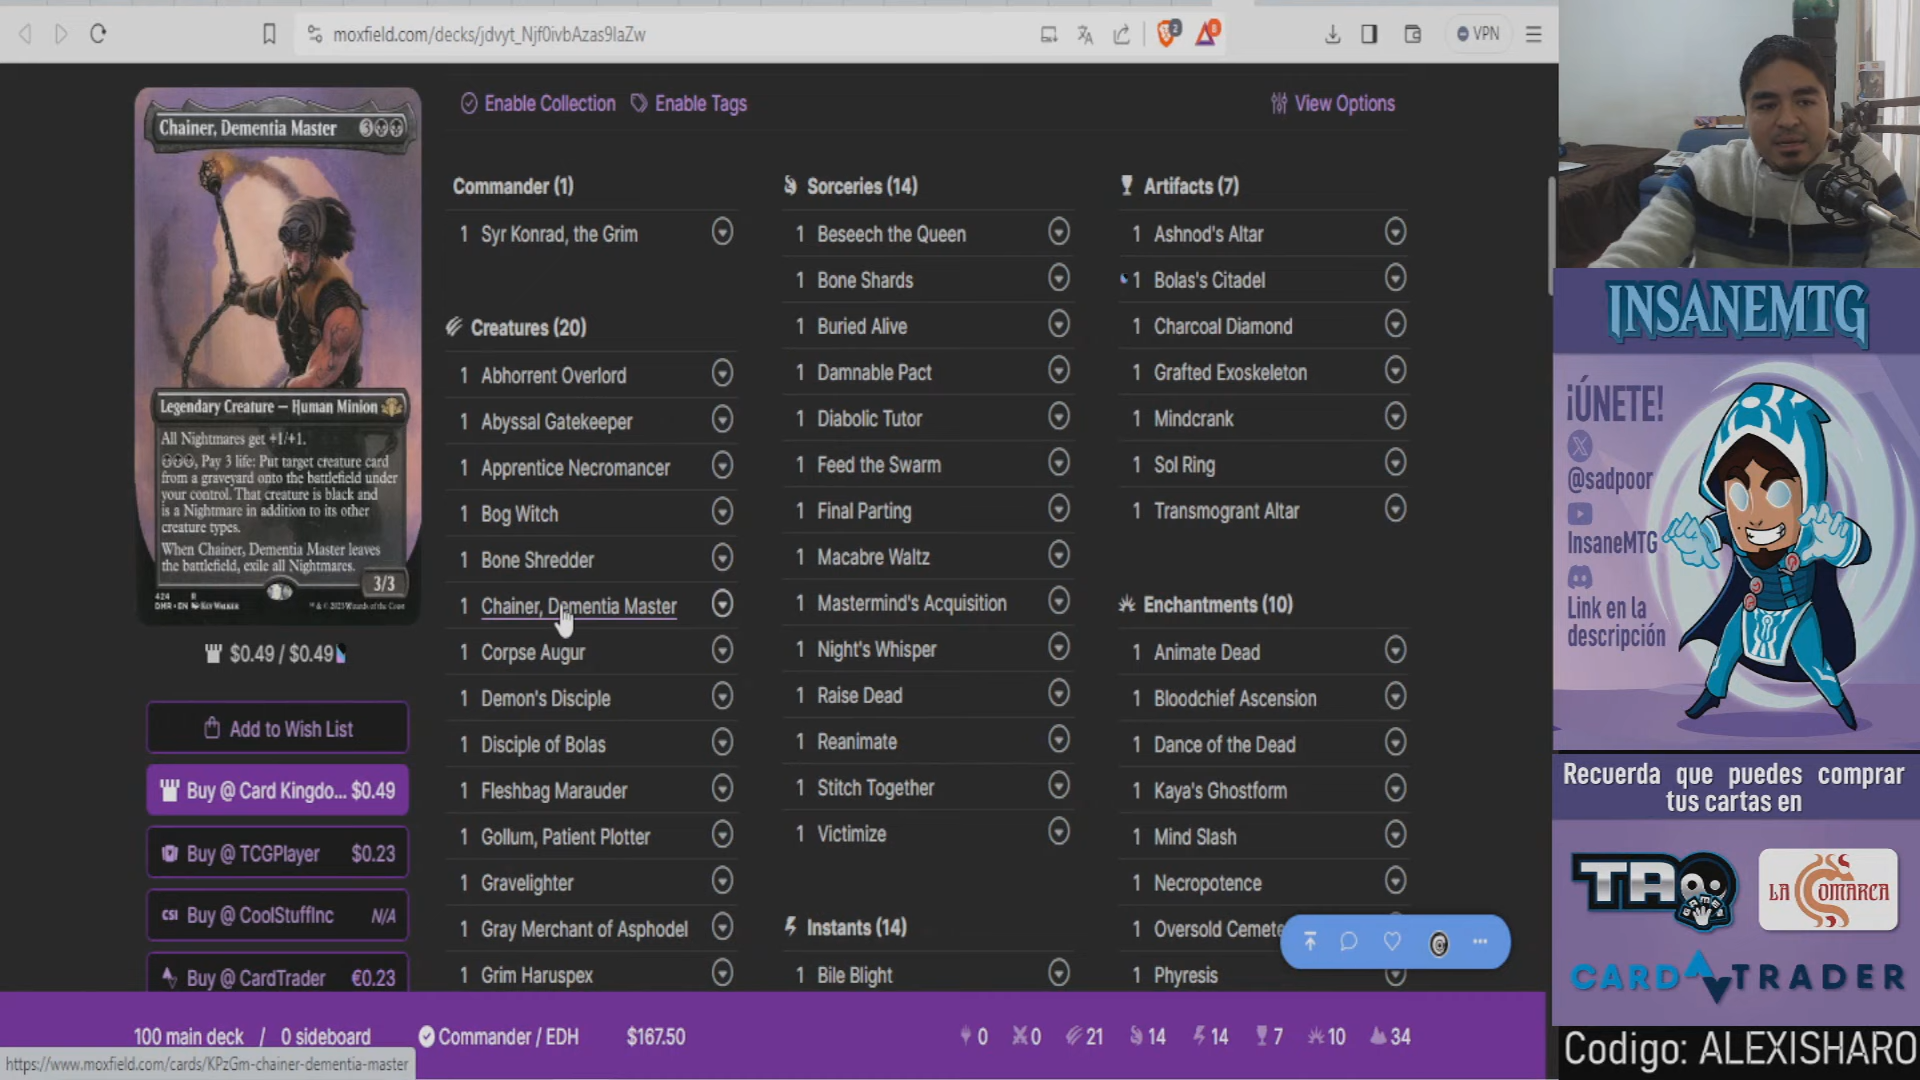 moxfield.com/decks/jdvyt_Njf0ivbAzas9IaZw
2
8
VPN
Enable Collection
Enable Tags
View Options
Chainer, Dementia Master 3
Legendary Creature — Human Minion
All Nightmares get +1/+1.
, Pay 3 life: Put target creature card
from a graveyard onto the battlefield under
your control. That creature is black and
is a Nightmare in addition to its other
creature types.
When Chainer, Dementia Master leaves
the battlefield, exile all Nightmares.
3/3
424 R
DMR • EN
$0.49 / $0.49
Add to Wish List
Buy @ Card Kingdo... $0.49
Buy @ TCGPlayer $0.23
CSI Buy @ CoolStuffInc N/A
Buy @ CardTrader €0.23
Commander (1)
1 Syr Konrad, the Grim
Creatures (20)
1 Abhorrent Overlord
1 Abyssal Gatekeeper
1 Apprentice Necromancer
1 Bog Witch
1 Bone Shredder
1 Chainer, Dementia Master
1 Corpse Augur
1 Demon's Disciple
1 Disciple of Bolas
1 Fleshbag Marauder
1 Gollum, Patient Plotter
1 Gravelighter
1 Gray Merchant of Asphodel
1 Grim Haruspex
Sorceries (14)
1 Beseech the Queen
1 Bone Shards
1 Buried Alive
1 Damnable Pact
1 Diabolic Tutor
1 Feed the Swarm
1 Final Parting
1 Macabre Waltz
1 Mastermind's Acquisition
1 Night's Whisper
1 Raise Dead
1 Reanimate
1 Stitch Together
1 Victimize
Instants (14)
1 Bile Blight
Artifacts (7)
1 Ashnod's Altar
1 Bolas's Citadel
1 Charcoal Diamond
1 Grafted Exoskeleton
1 Mindcrank
1 Sol Ring
1 Transmogrant Altar
Enchantments (10)
1 Animate Dead
1 Bloodchief Ascension
1 Dance of the Dead
1 Kaya's Ghostform
1 Mind Slash
1 Necropotence
1 Oversold Cemete
1 Phyresis
100 main deck / 0 sideboard
Commander / EDH
$167.50
0 0 21 14 14 7 10 34
https://www.moxfield.com/cards/KPzGm-chainer-dementia-master
INSANEMTG
¡ÚNETE!
@sadpoor
InsaneMTG
Link en la
descripción
Recuerda que puedes comprar
tus cartas en
TAO
GAMES
LA COMARCA
CARD TRADER
Codigo: ALEXISHARO